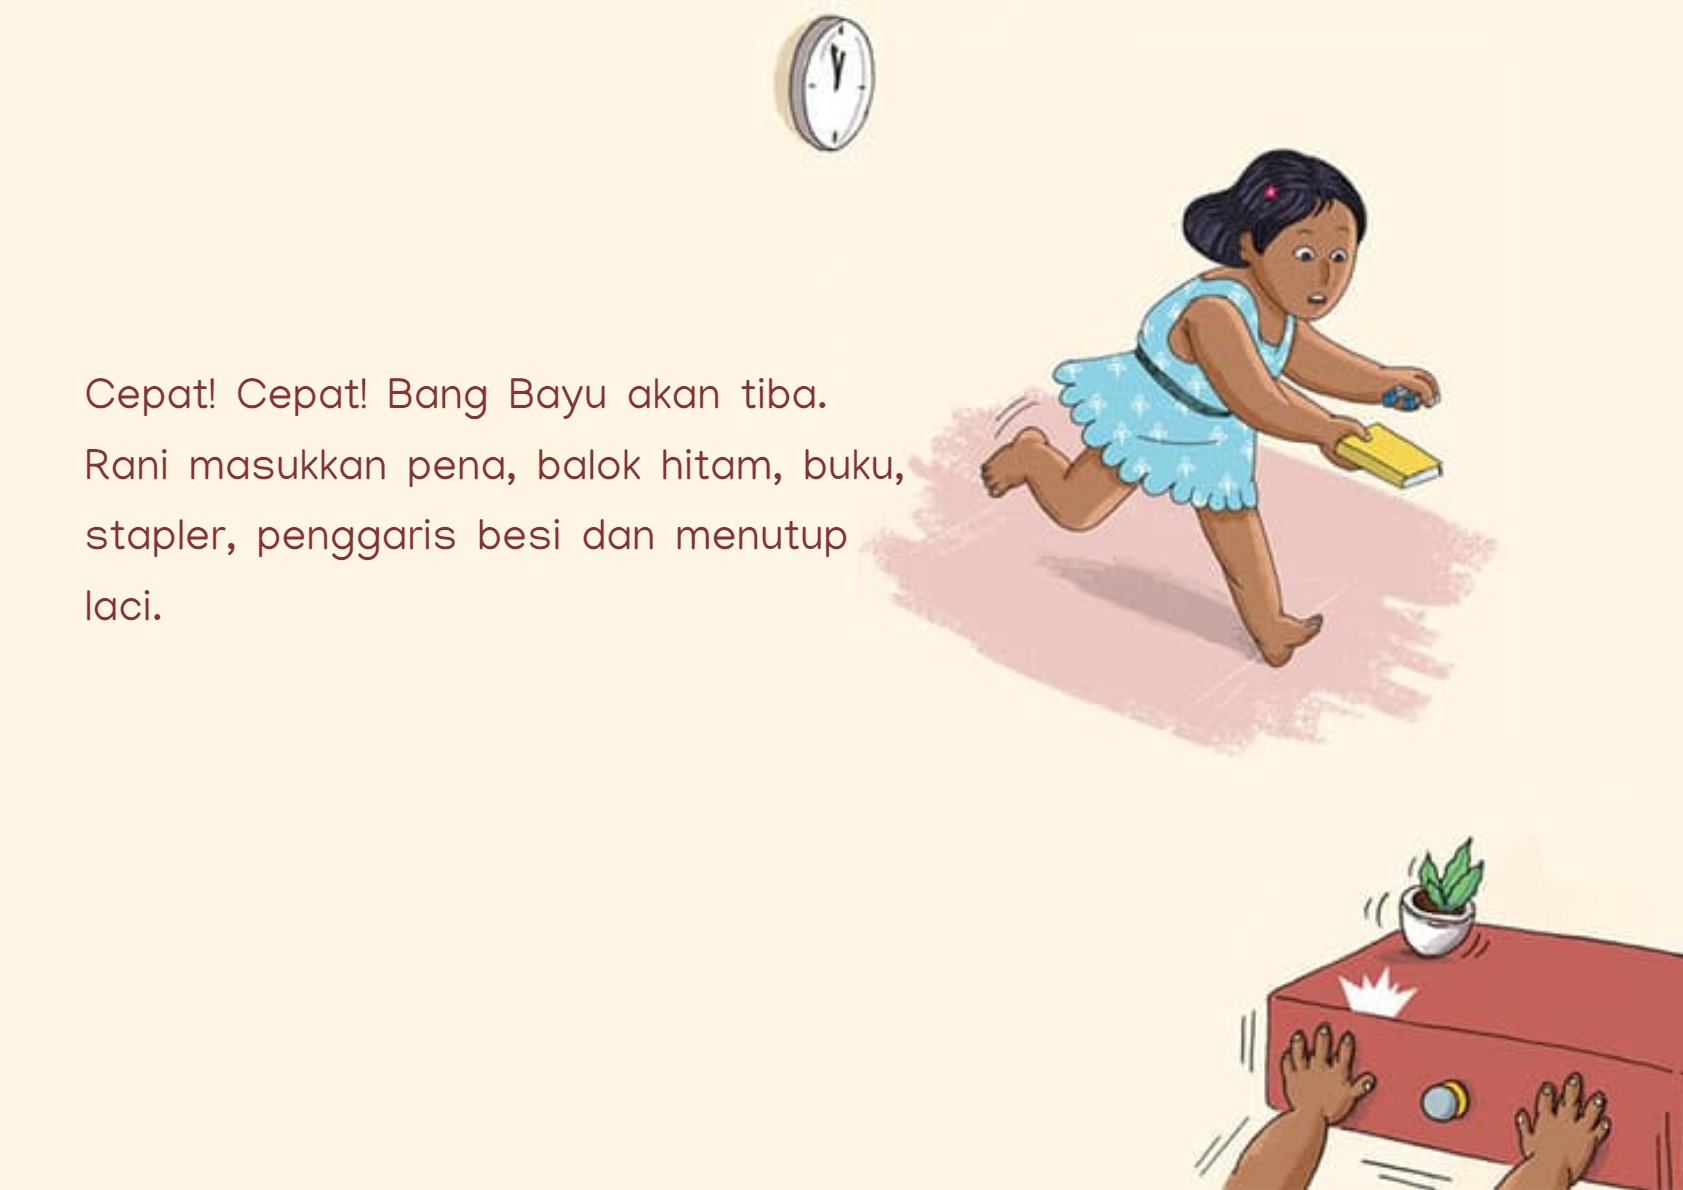 Cepat! Cepat! Bang Bayu akan tiba.
Rani masukkan pena, balok hitam, buku,
stapler, penggaris besi dan menutup
laci.